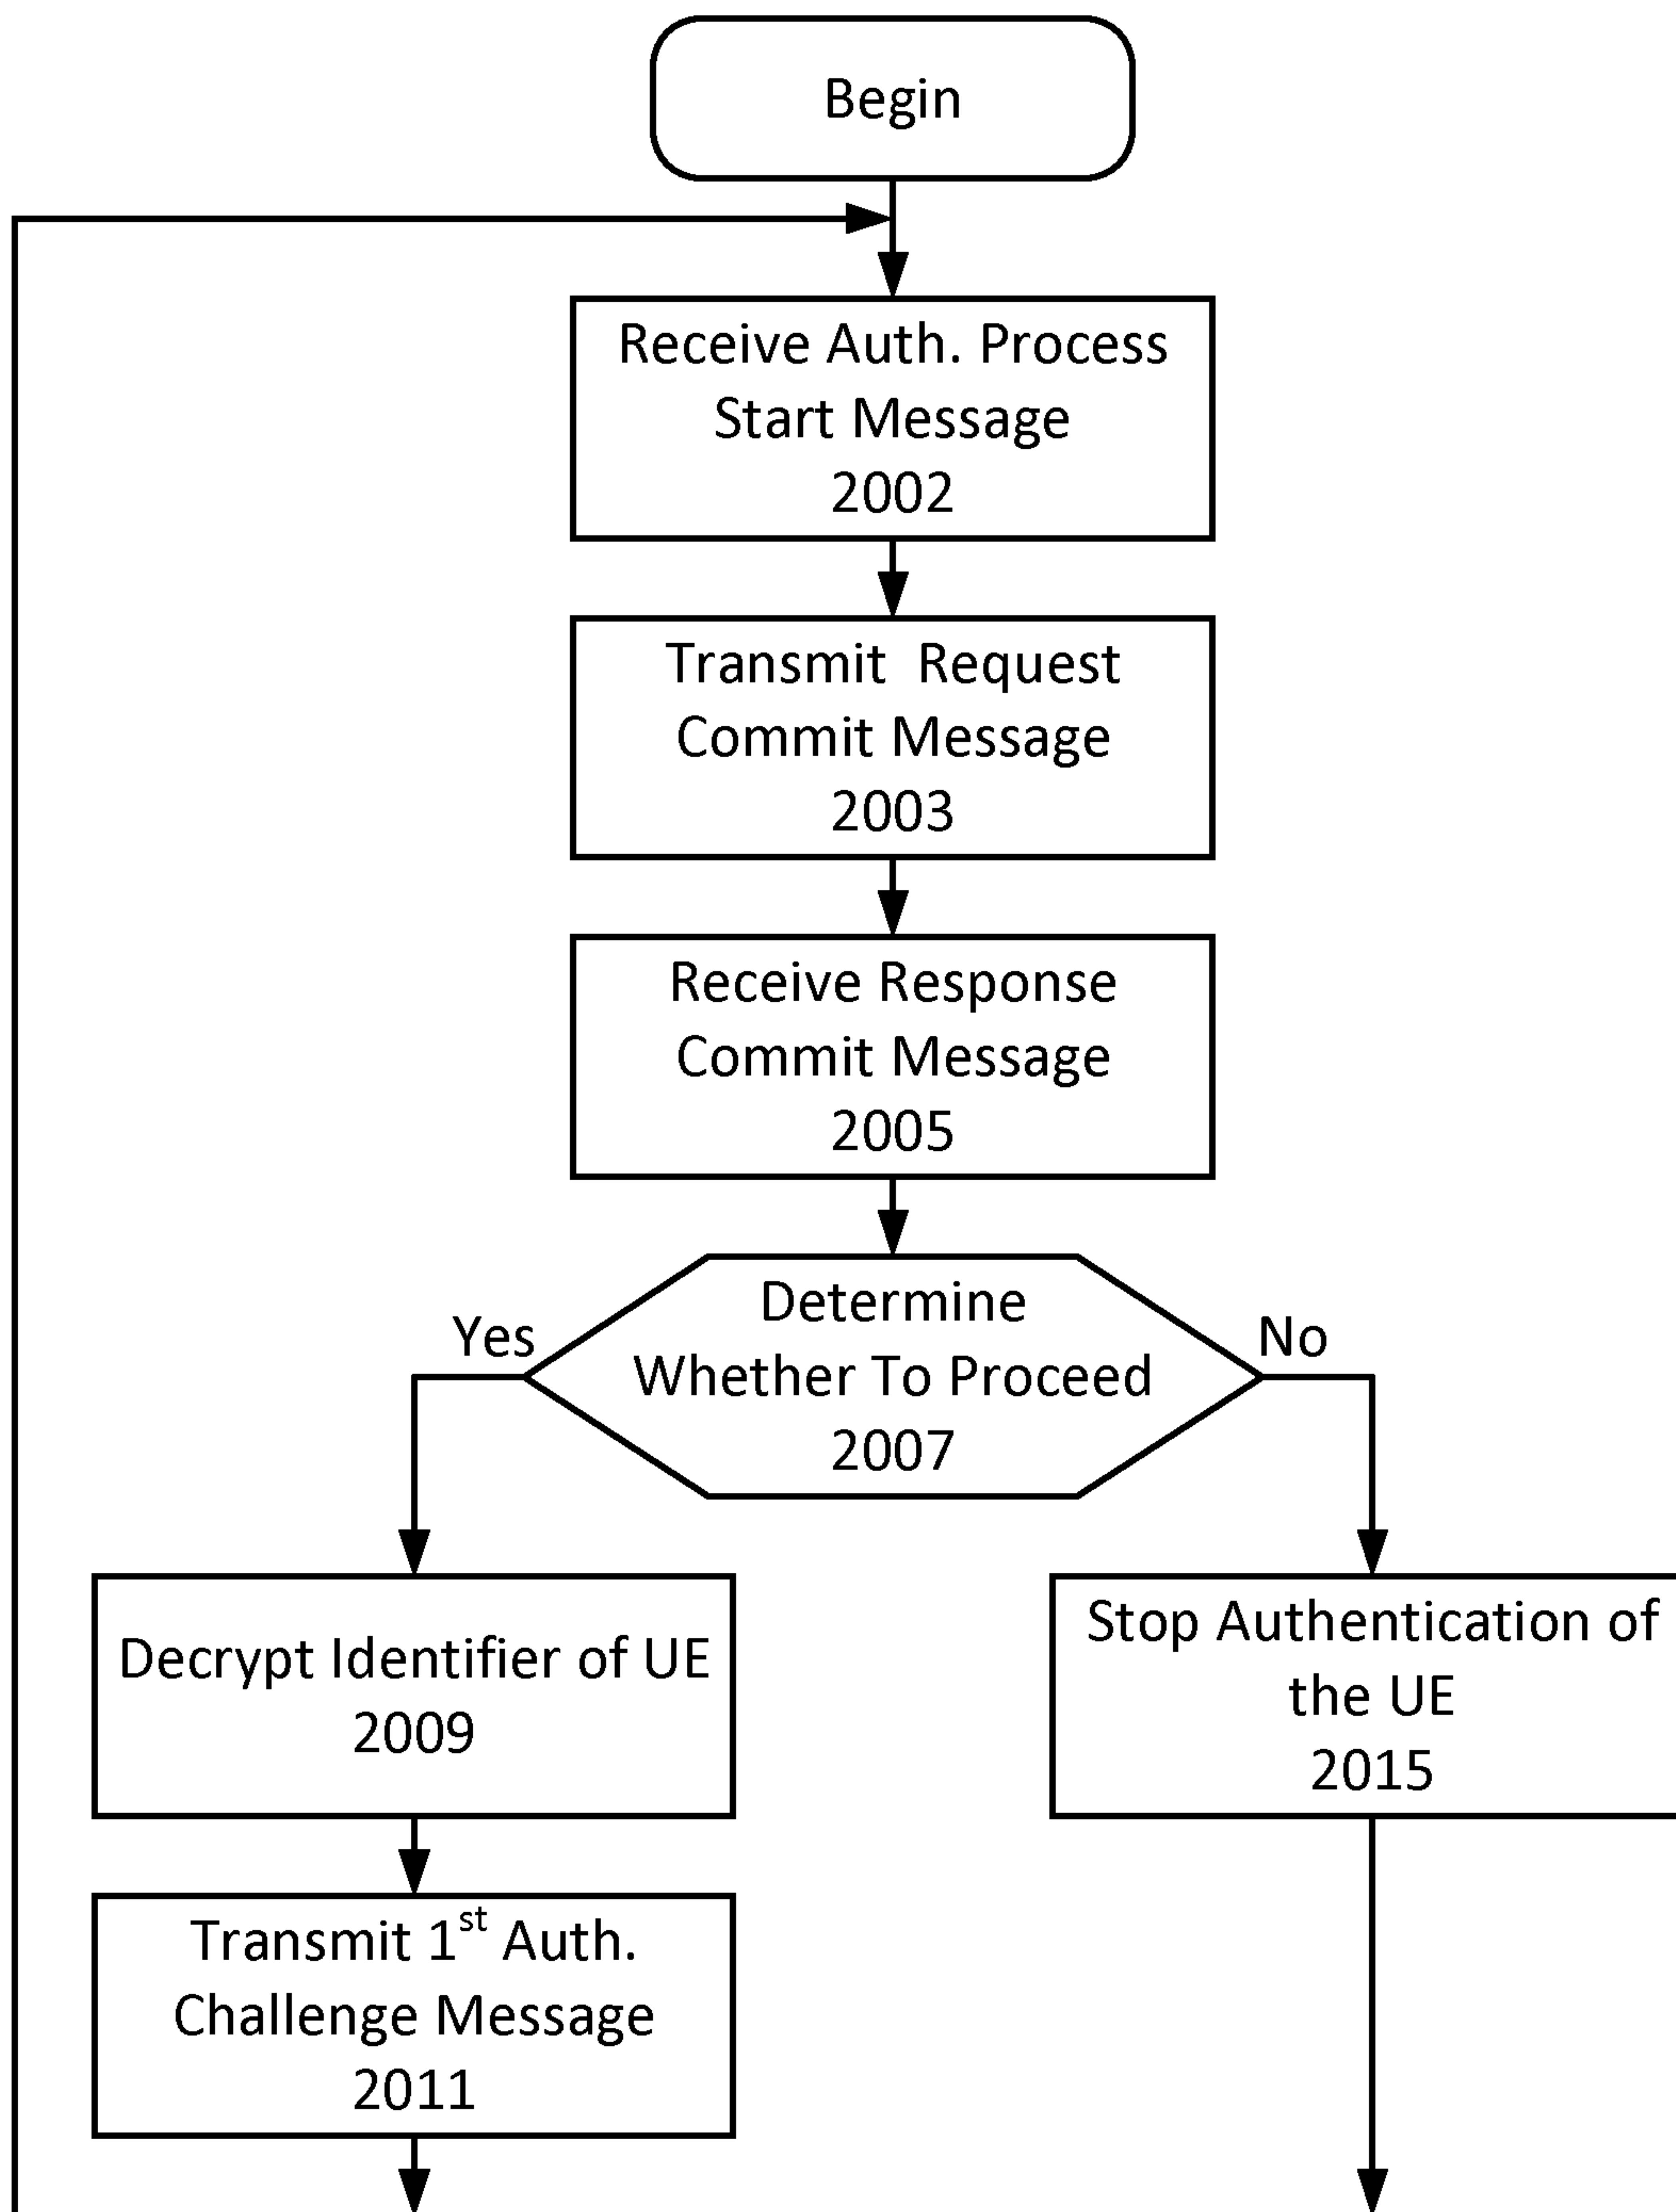 Begin
Receive Auth. Process
Start Message
2002
Transmit  Request
Commit Message
2003
Receive Response
Commit Message
2005
Determine
Whether To Proceed
2007
Yes
No
Decrypt Identifier of UE
2009
Stop Authentication of
the UE
2015
Transmit 1st Auth.
Challenge Message
2011